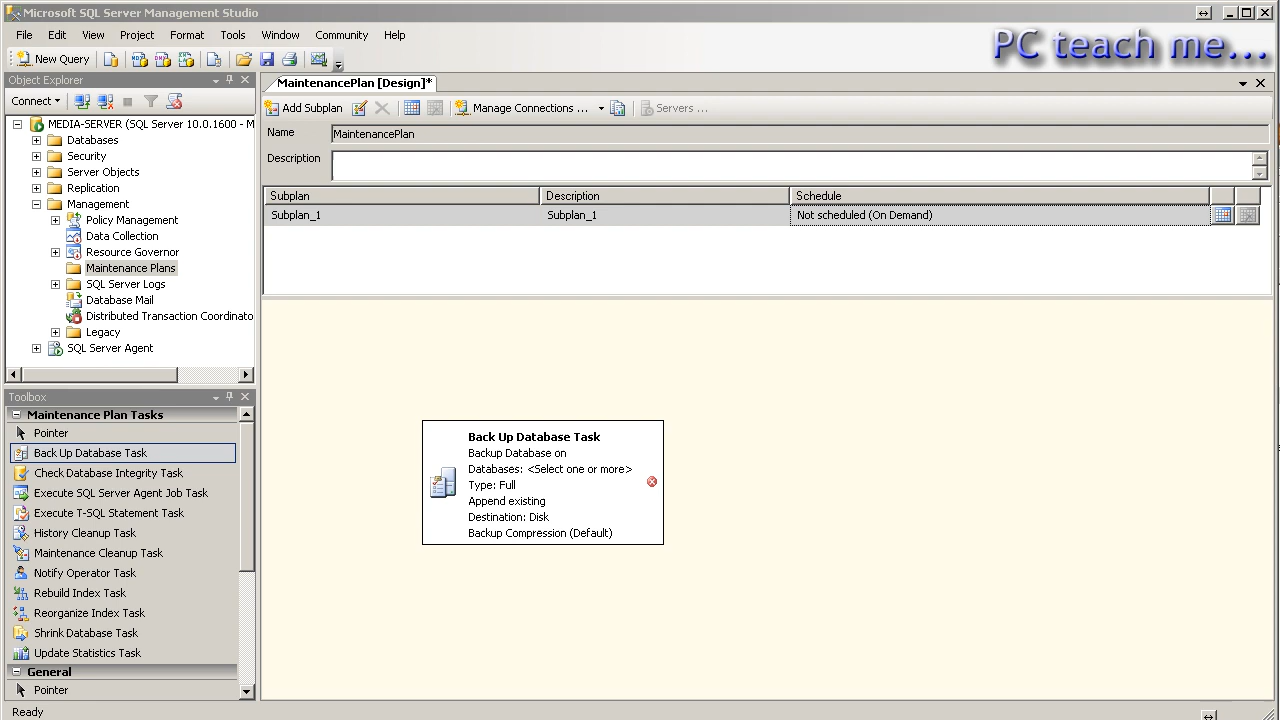 Microsoft SQL Server Management Studio
File Edit View Project Format Tools Window Community Help
PC teach me...
New Query
Object Explorer
Connect
MEDIA-SERVER (SQL Server 10.0.1600 - M
Databases
Security
Server Objects
Replication
Management
Policy Management
Data Collection
Resource Governor
Maintenance Plans
SQL Server Logs
Database Mail
Distributed Transaction Coordinato
Legacy
SQL Server Agent
Toolbox
Maintenance Plan Tasks
Pointer
Back Up Database Task
Check Database Integrity Task
Execute SQL Server Agent Job Task
Execute T-SQL Statement Task
History Cleanup Task
Maintenance Cleanup Task
Notify Operator Task
Rebuild Index Task
Reorganize Index Task
Shrink Database Task
Update Statistics Task
General
Pointer
MaintenancePlan [Design]*
Add Subplan Manage Connections ... Servers ...
Name MaintenancePlan
Description
Subplan Description Schedule
Subplan_1 Subplan_1 Not scheduled (On Demand)
Back Up Database Task
Backup Database on
Databases: <Select one or more>
Type: Full
Append existing
Destination: Disk
Backup Compression (Default)
Ready